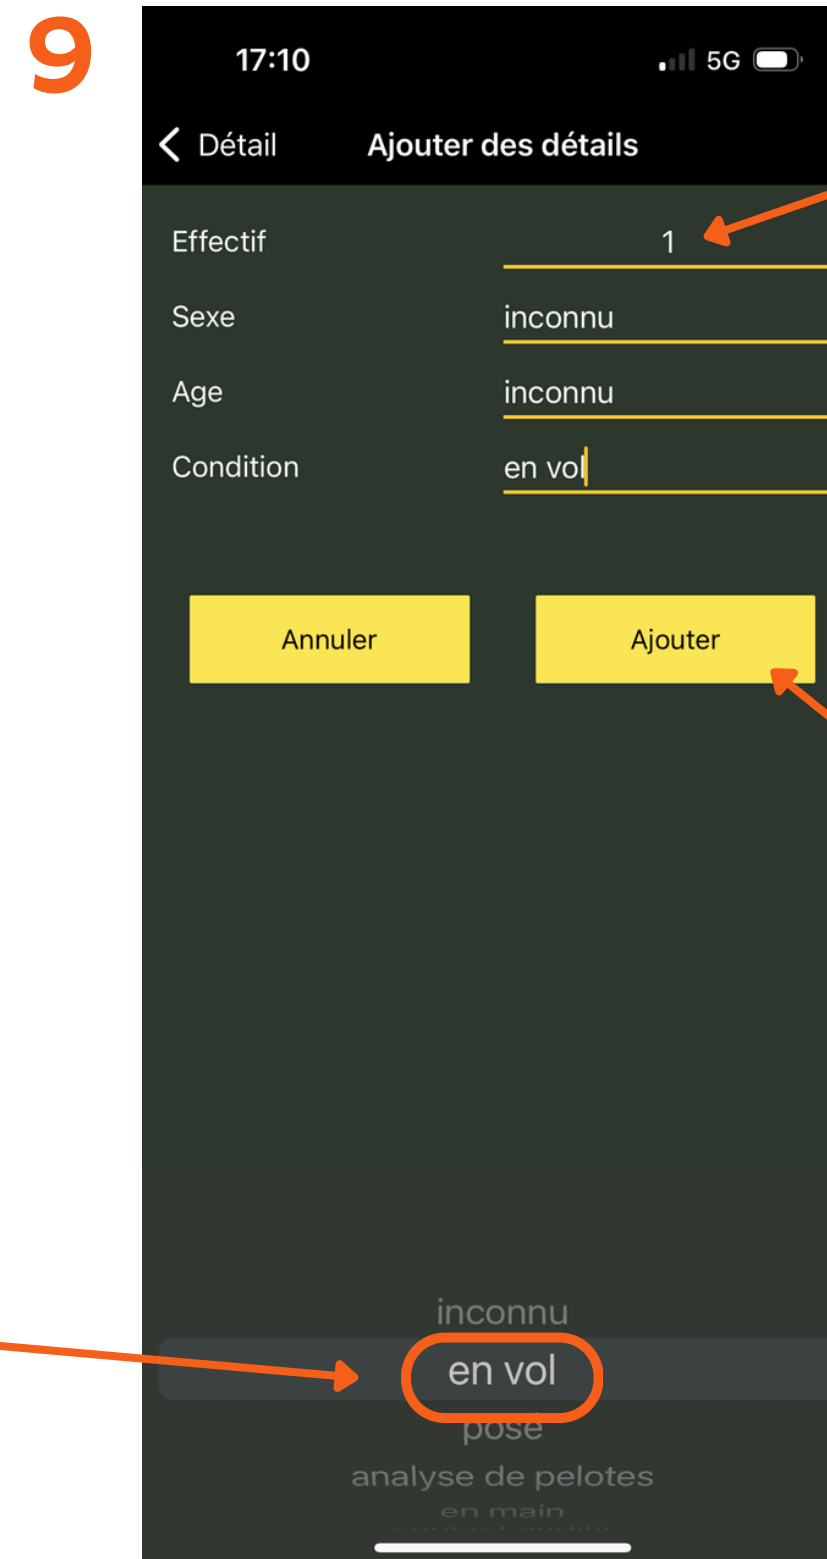 9
17:10
5G
Détail
Ajouter des détails
Effectif
1
Sexe
inconnu
Age
inconnu
Condition
en vol
Annuler
Ajouter
inconnu
en vol
posé
analyse de pelotes
en main